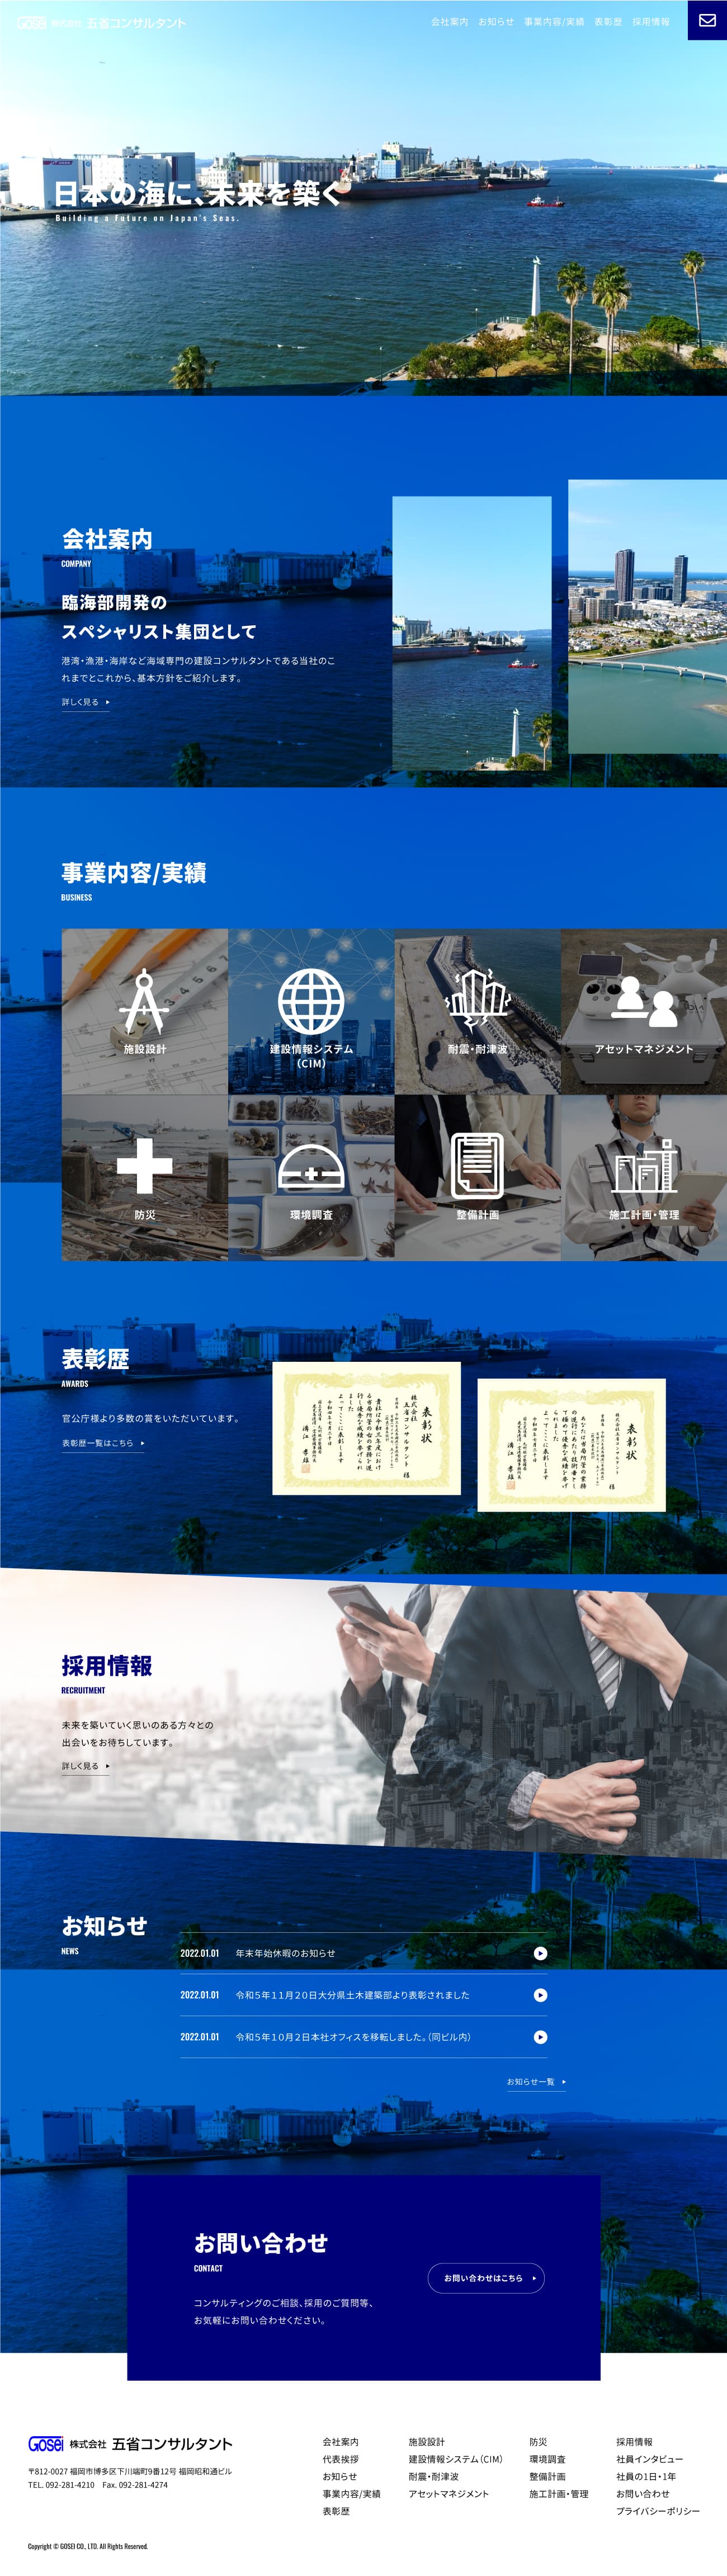 GOSEI 株式会社 五省コンサルタント
会社案内 お知らせ 事業内容/実績 表彰歴 採用情報
日本の海に、未来を築く
Building a Future on Japan's Seas.
会社案内
COMPANY
臨海部開発の
スペシャリスト集団として
港湾・漁港・海岸など海域専門の建設コンサルタントである当社のこ
れまでとこれから、基本方針をご紹介します。
詳しく見る
事業内容/実績
BUSINESS
施設設計
建設情報システム
（CIM）
耐震・耐津波
アセットマネジメント
防災
環境調査
整備計画
施工計画・管理
表彰歴
AWARDS
官公庁様より多数の賞をいただいています。
表彰歴一覧はこちら
表彰状
表彰状
採用情報
RECRUITMENT
未来を築いていく思いのある方々との
出会いをお待ちしています。
詳しく見る
お知らせ
NEWS
2022.01.01 年末年始休暇のお知らせ
2022.01.01 令和５年１１月２０日大分県土木建築部より表彰されました
2022.01.01 令和５年１０月２日本社オフィスを移転しました。（同ビル内）
お知らせ一覧
お問い合わせ
CONTACT
コンサルティングのご相談、採用のご質問等、
お気軽にお問い合わせください。
お問い合わせはこちら
GOSEI 株式会社 五省コンサルタント
〒812-0027 福岡市博多区下川端町9番12号 福岡昭和通ビル
TEL. 092-281-4210 Fax. 092-281-4274
会社案内
代表挨拶
お知らせ
事業内容/実績
表彰歴
施設設計
建設情報システム（CIM）
耐震・耐津波
アセットマネジメント
防災
環境調査
整備計画
施工計画・管理
採用情報
社員インタビュー
社員の1日・1年
お問い合わせ
プライバシーポリシー
Copyright © GOSEI CO., LTD. All Rights Reserved.